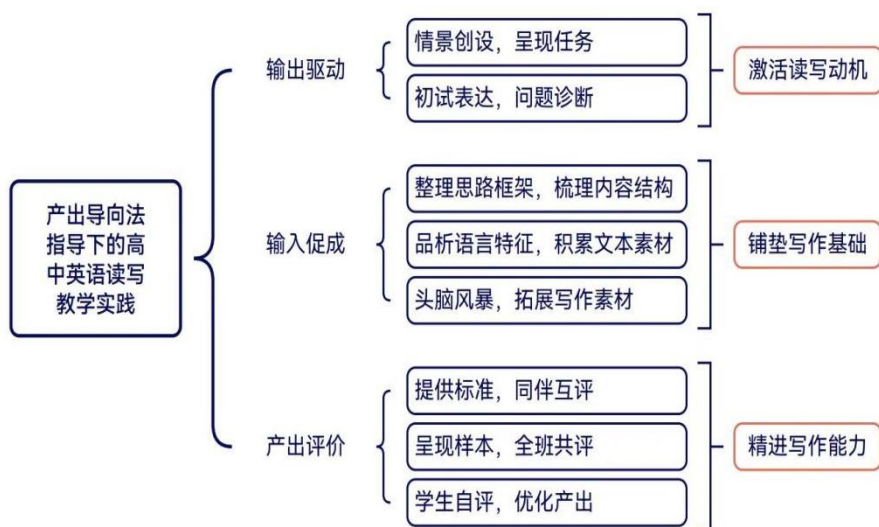 产出导向法
指导下的高
中英语读写
教学实践
输出驱动
情景创设，呈现任务
初试表达，问题诊断
激活读写动机
输入促成
整理思路框架，梳理内容结构
品析语言特征，积累文本素材
头脑风暴，拓展写作素材
铺垫写作基础
产出评价
提供标准，同伴互评
呈现样本，全班共评
学生自评，优化产出
精进写作能力